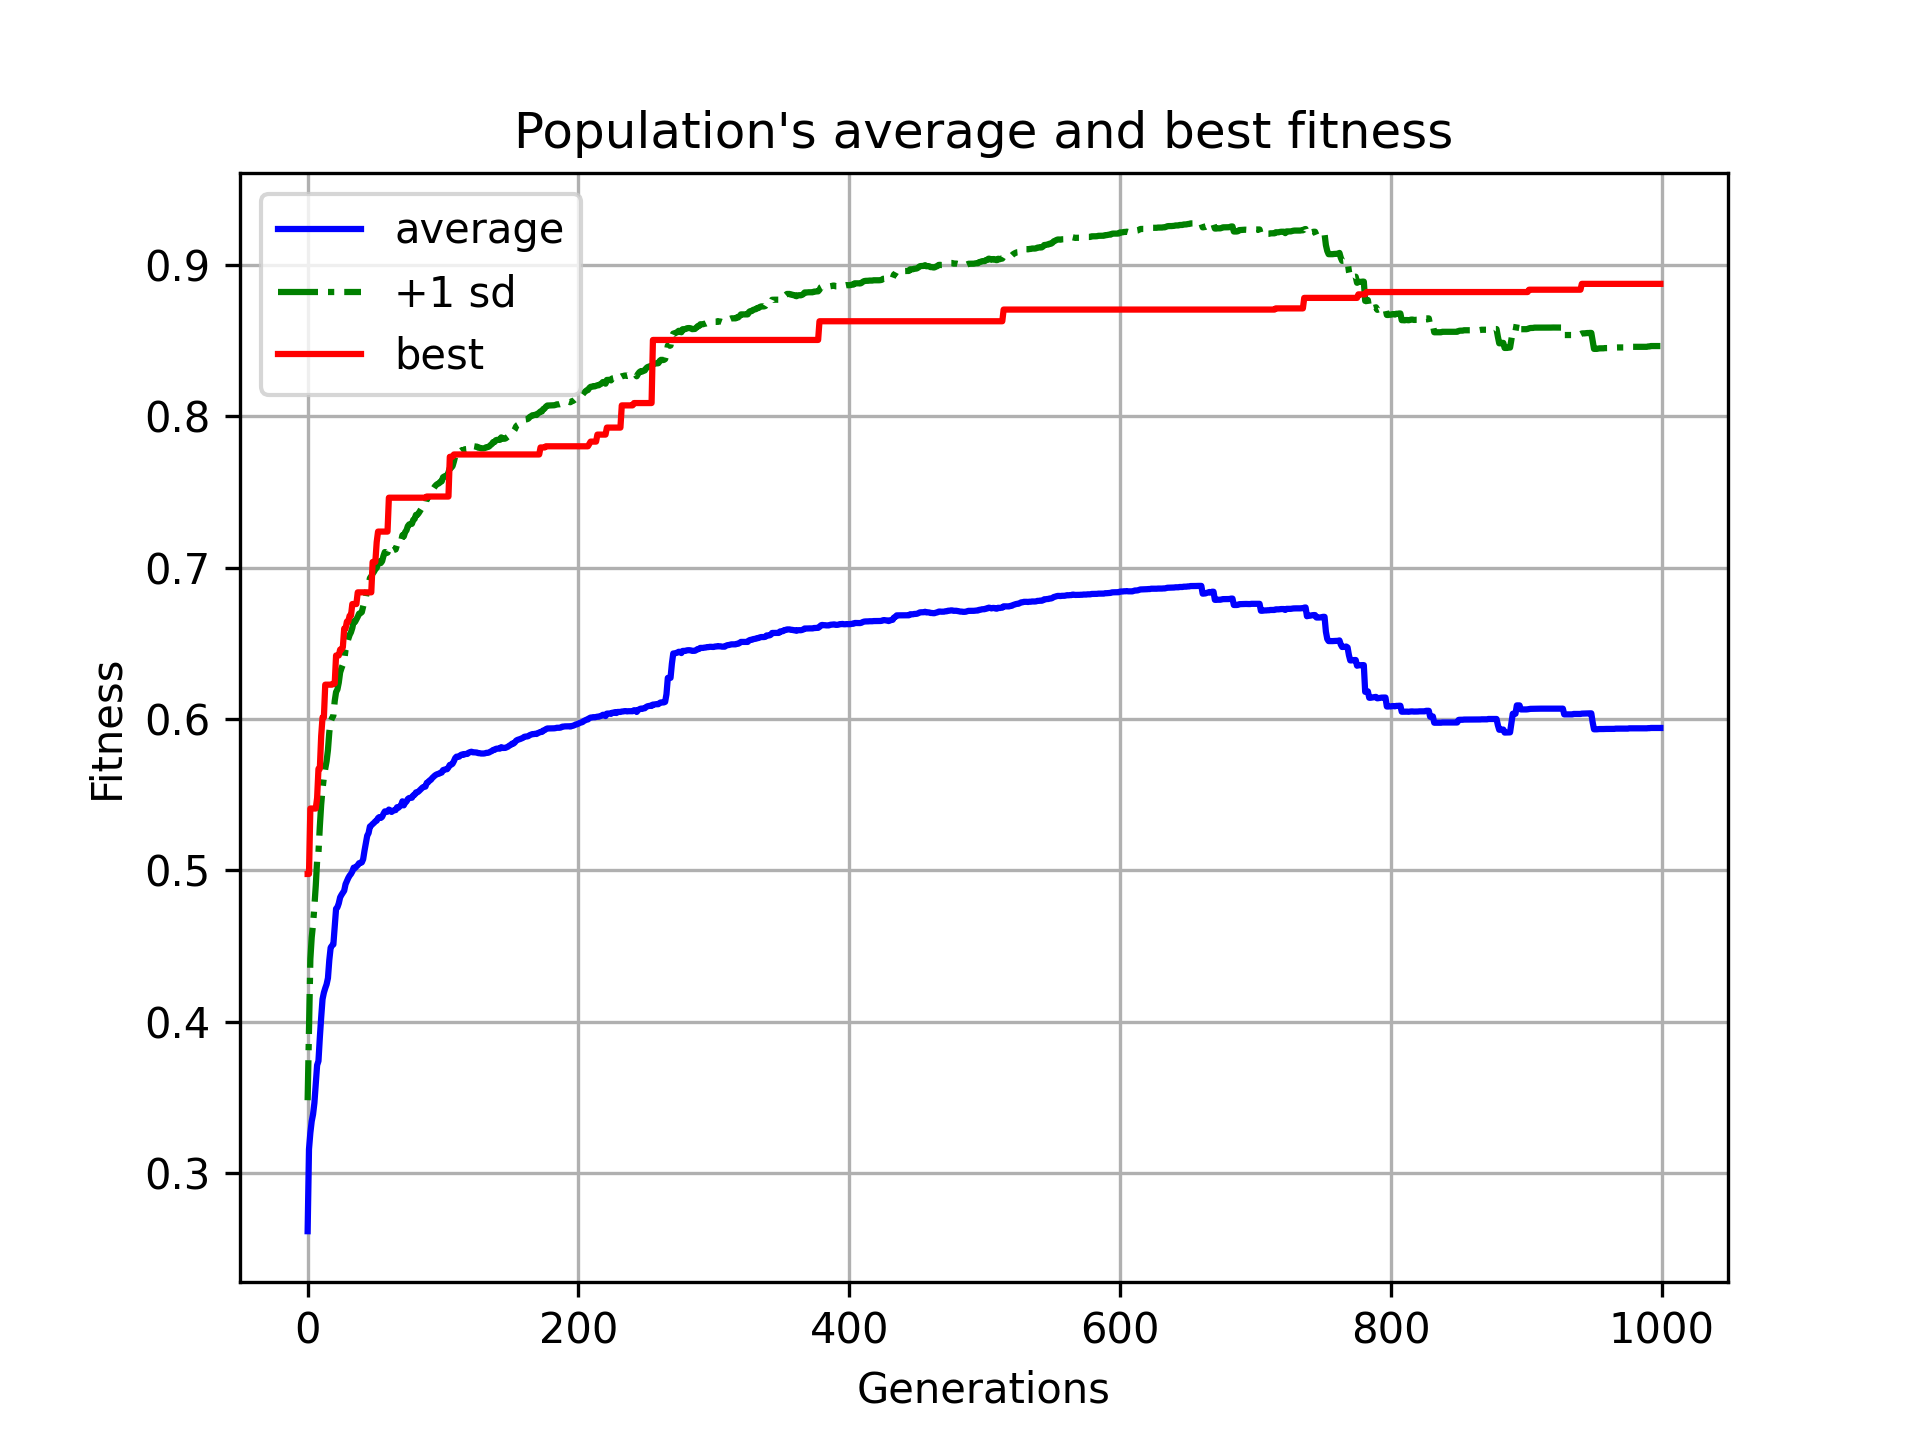 Population's average and best fitness
average
+1 sd
best
0.9
0.8
0.7
0.6
0.5
0.4
0.3
Fitness
0 200 400 600 800 1000
Generations